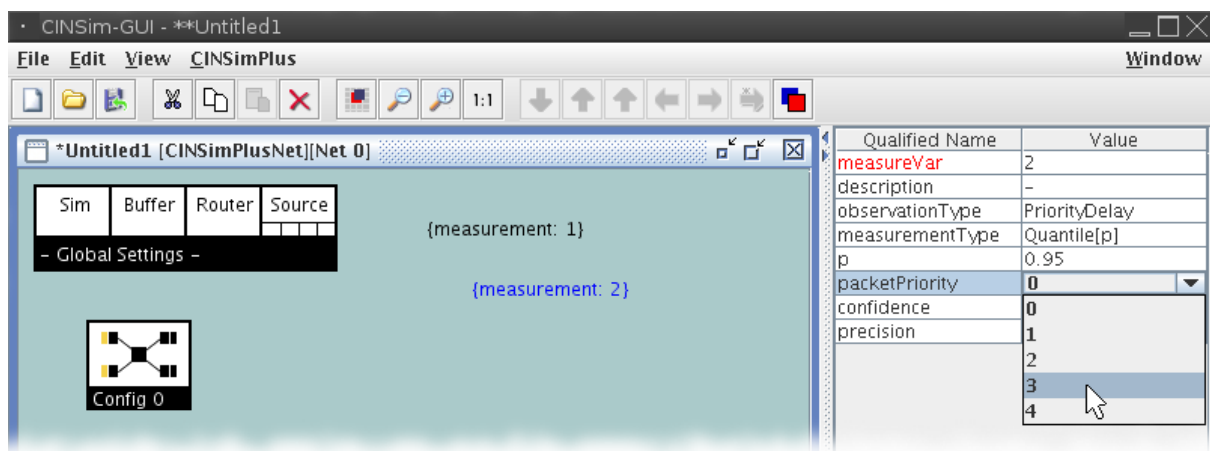 CINSim-GUI - **Untitled1
File Edit View CINSimPlus Window
1:1
*Untitled1 [CINSimPlusNet][Net 0]
Sim Buffer Router Source
- Global Settings -
{measurement: 1}
{measurement: 2}
Config 0
Qualified Name Value
measureVar 2
description -
observationType PriorityDelay
measurementType Quantile[p]
p 0.95
packetPriority 0
confidence
precision
0
1
2
3
4